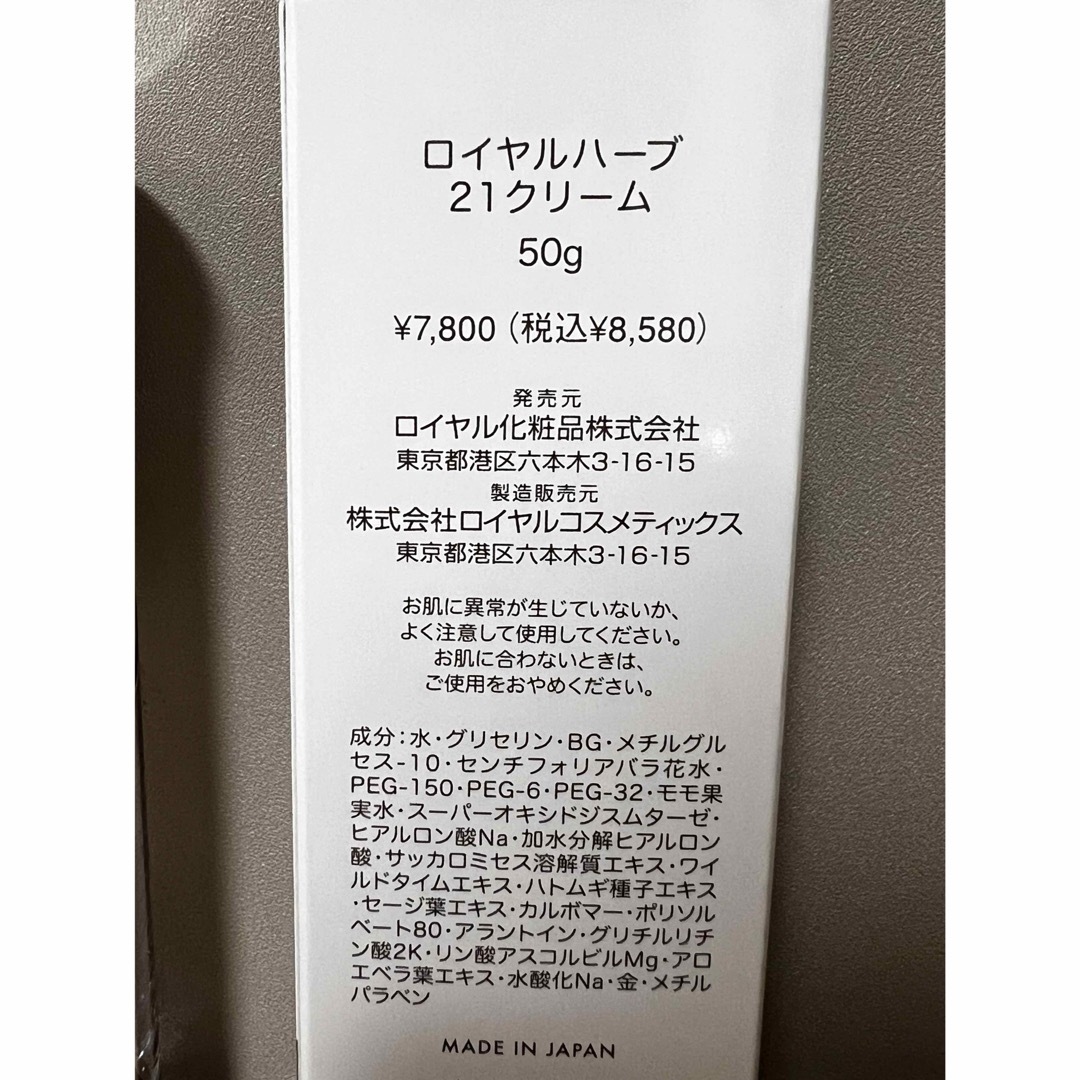 ロイヤルハーブ
21クリーム
50g
¥7,800（税込¥8,580）
発売元
ロイヤル化粧品株式会社
東京都港区六本木3-16-15
製造販売元
株式会社ロイヤルコスメティックス
東京都港区六本木3-16-15
お肌に異常が生じていないか、
よく注意して使用してください。
お肌に合わないときは、
ご使用をおやめください。
成分：水・グリセリン・BG・メチルグル
セス-10・センチフォリアバラ花水・
PEG-150・PEG-6・PEG-32・モモ果
実水・スーパーオキシドジスムターゼ・
ヒアルロン酸Na・加水分解ヒアルロン
酸・サッカロミセス溶解質エキス・ワイ
ルドタイムエキス・ハトムギ種子エキス
・セージ葉エキス・カルボマー・ポリソル
ベート80・アラントイン・グリチルリチ
ン酸2K・リン酸アスコルビルMg・アロ
エベラ葉エキス・水酸化Na・金・メチル
パラベン
MADE IN JAPAN